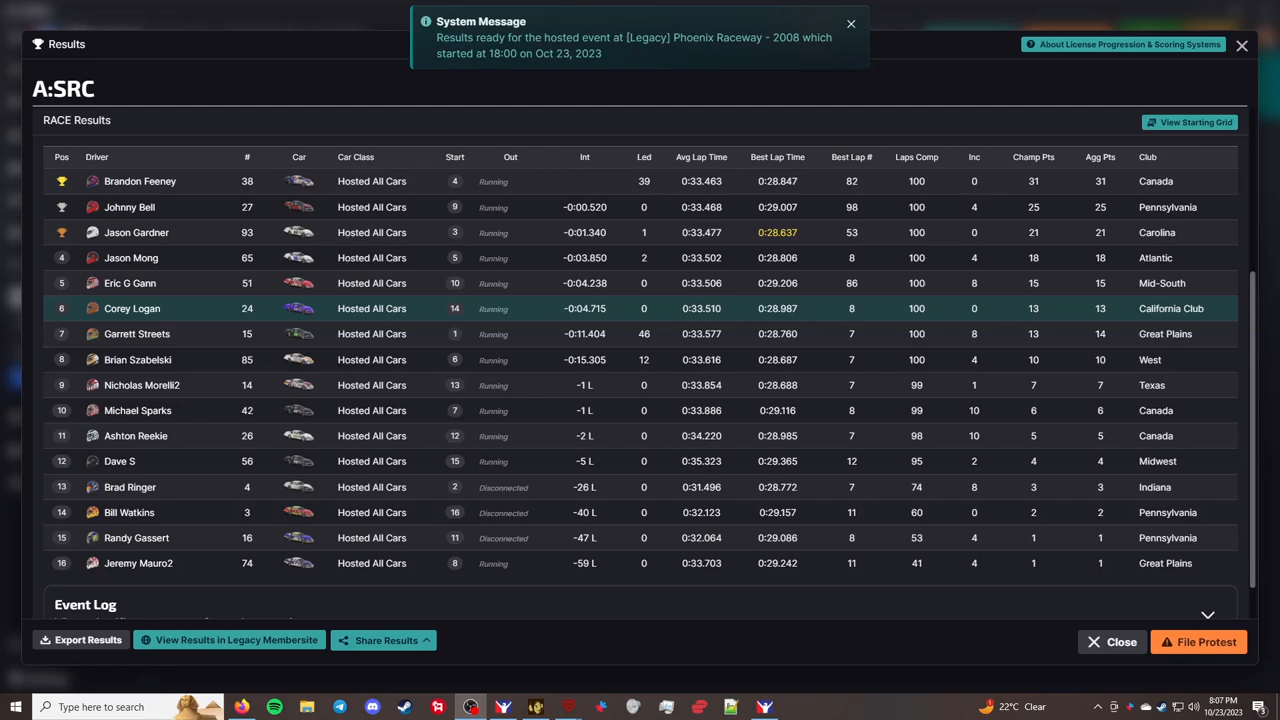 System Message
Results ready for the hosted event at [Legacy] Phoenix Raceway - 2008 which
started at 18:00 on Oct 23, 2023
Results
About License Progression & Scoring Systems
A:SRC
RACE Results
View Starting Grid
Pos Driver # Car Car Class Start Out Int Led Avg Lap Time Best Lap Time Best Lap # Laps Comp Inc Champ Pts Agg Pts Club
Brandon Feeney 38 Hosted All Cars 4 Running 39 0:33.463 0:28.847 82 100 0 31 31 Canada
Johnny Bell 27 Hosted All Cars 9 Running -0:00.520 0 0:33.468 0:29.007 98 100 4 25 25 Pennsylvania
Jason Gardner 93 Hosted All Cars 3 Running -0:01.340 1 0:33.477 0:28.637 53 100 0 21 21 Carolina
4 Jason Mong 65 Hosted All Cars 5 Running -0:03.850 2 0:33.502 0:28.806 8 100 4 18 18 Atlantic
5 Eric G Gann 51 Hosted All Cars 10 Running -0:04.238 0 0:33.506 0:29.206 86 100 8 15 15 Mid-South
6 Corey Logan 24 Hosted All Cars 14 Running -0:04.715 0 0:33.510 0:28.987 8 100 0 13 13 California Club
7 Garrett Streets 15 Hosted All Cars 1 Running -0:11.404 46 0:33.577 0:28.760 8 100 8 13 14 Great Plains
8 Brian Szabelski 85 Hosted All Cars 6 Running -0:15.305 12 0:33.616 0:28.687 7 100 4 10 10 West
9 Nicholas Morelli2 14 Hosted All Cars 13 Running -1 L 0 0:33.854 0:28.688 7 99 1 7 7 Texas
10 Michael Sparks 42 Hosted All Cars 7 Running -1 L 0 0:33.886 0:29.116 8 99 10 6 6 Canada
11 Ashton Reekie 26 Hosted All Cars 12 Running -2 L 0 0:34.220 0:28.985 7 98 10 5 5 Canada
12 Dave S 56 Hosted All Cars 15 Running -5 L 0 0:35.323 0:29.365 12 95 2 4 4 Midwest
13 Brad Ringer 4 Hosted All Cars 2 Disconnected -26 L 0 0:31.496 0:28.772 7 74 8 3 3 Indiana
14 Bill Watkins 3 Hosted All Cars 16 Disconnected -40 L 0 0:32.123 0:29.157 11 60 0 2 2 Pennsylvania
15 Randy Gassert 16 Hosted All Cars 11 Disconnected -47 L 0 0:32.064 0:29.086 8 53 4 1 1 Pennsylvania
16 Jeremy Mauro2 74 Hosted All Cars 8 Running -59 L 0 0:33.703 0:29.242 11 41 4 1 1 Great Plains
Event Log
Export Results View Results in Legacy Membersite Share Results Close File Protest
Type here to search 22°C Clear 8:07 PM
10/23/2023